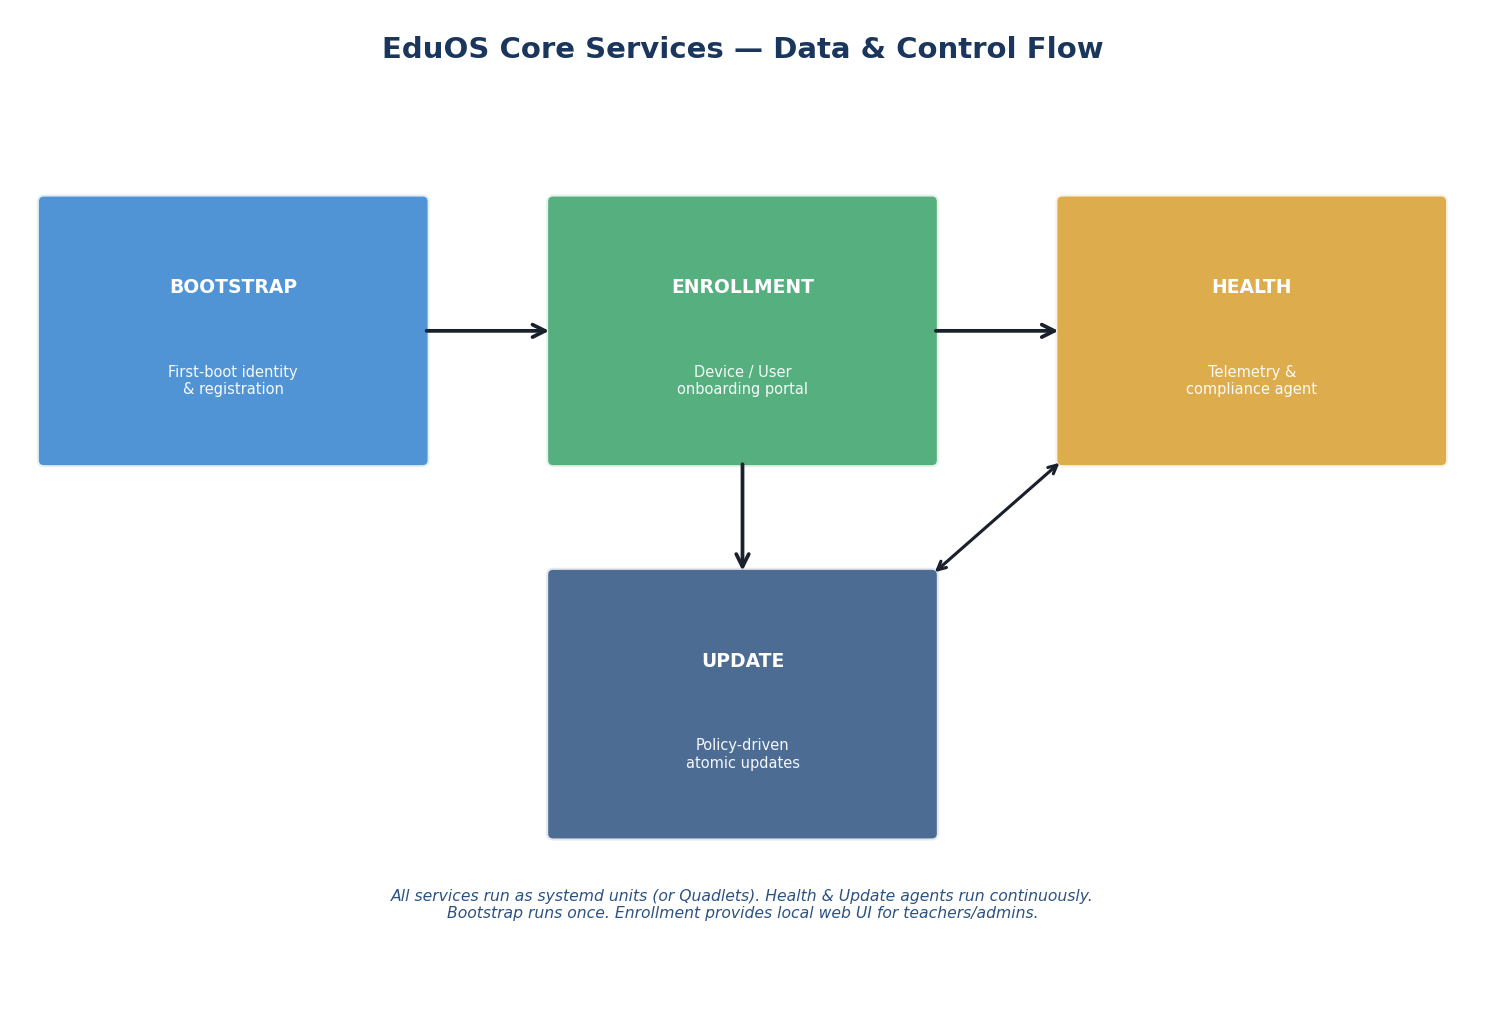 EduOS Core Services — Data & Control Flow
BOOTSTRAP
First-boot identity
& registration
ENROLLMENT
Device / User
onboarding portal
HEALTH
Telemetry &
compliance agent
UPDATE
Policy-driven
atomic updates
All services run as systemd units (or Quadlets). Health & Update agents run continuously.
Bootstrap runs once. Enrollment provides local web UI for teachers/admins.